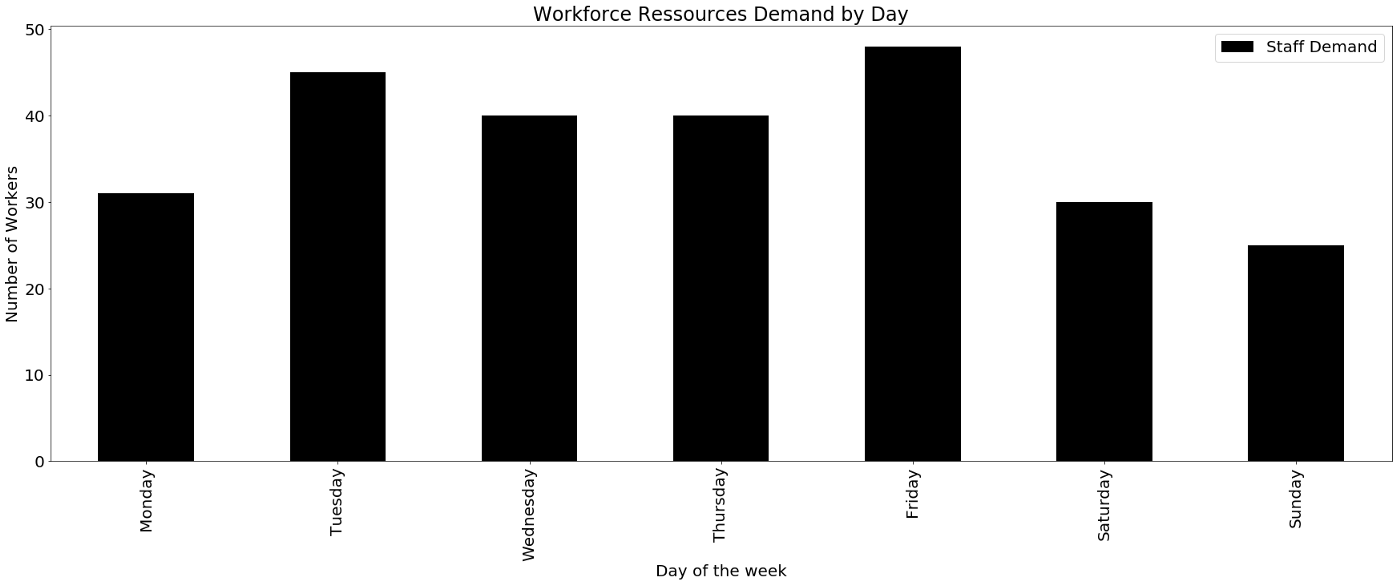 Workforce Ressources Demand by Day
Staff Demand
50
40
30
20
10
0
Number of Workers
Monday
Tuesday
Wednesday
Thursday
Friday
Saturday
Sunday
Day of the week